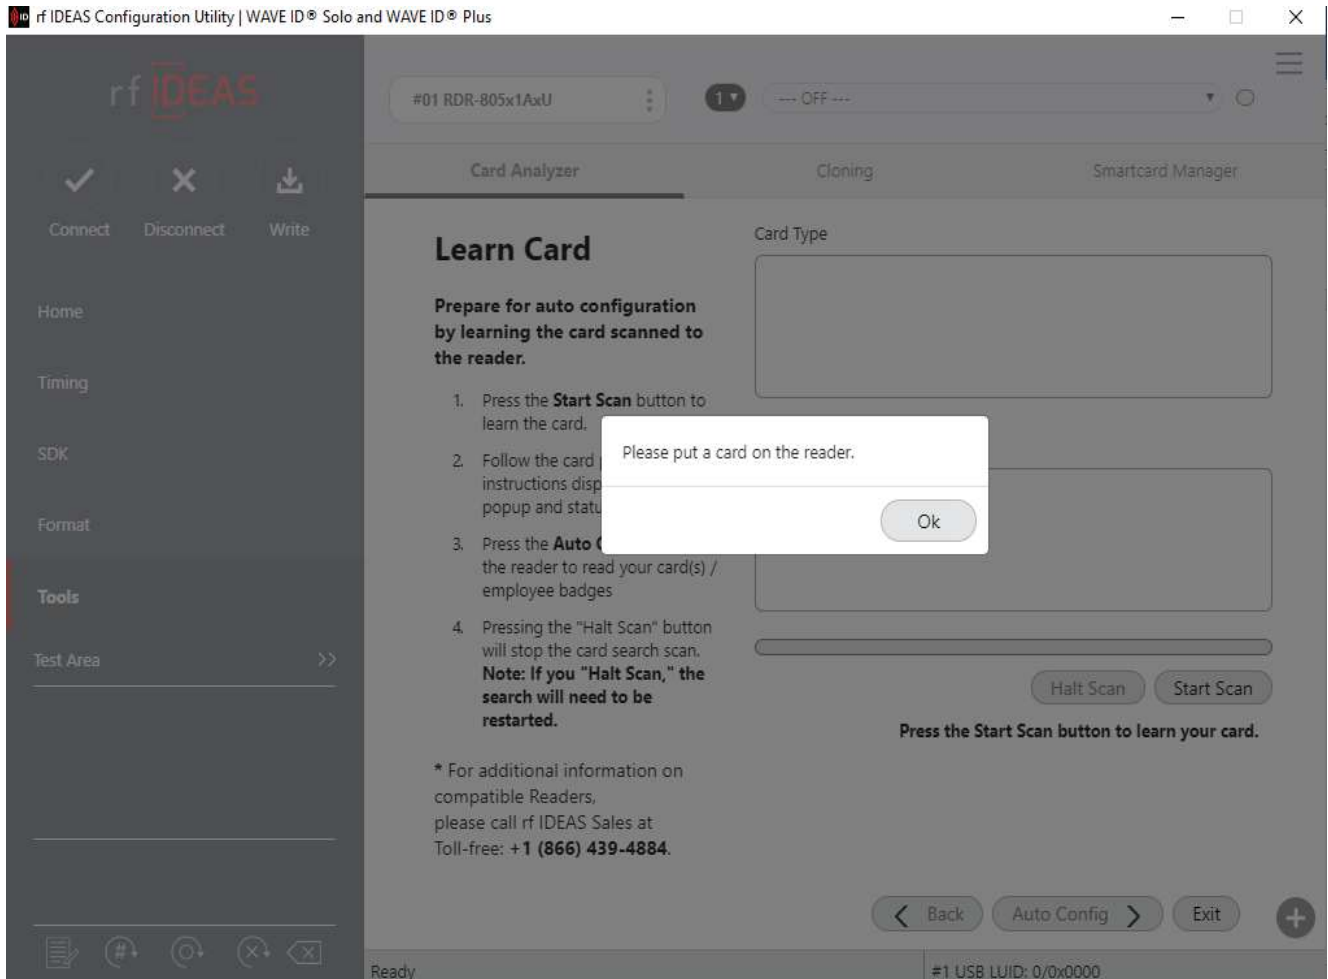 rf IDEAS Configuration Utility | WAVE ID® Solo and WAVE ID® Plus
rf IDEAS
#01 RDR-805x1AxU
1
--- OFF ---
Connect
Disconnect
Write
Home
Timing
SDK
Format
Tools
Test Area >>
Card Analyzer
Cloning
Smartcard Manager
Learn Card
Prepare for auto configuration
by learning the card scanned to
the reader.
1. Press the Start Scan button to
learn the card.
2. Follow the card
instructions disp
popup and statu
3. Press the Auto
the reader to read your card(s) /
employee badges
4. Pressing the "Halt Scan" button
will stop the card search scan.
Note: If you "Halt Scan," the
search will need to be
restarted.
* For additional information on
compatible Readers,
please call rf IDEAS Sales at
Toll-free: +1 (866) 439-4884.
Card Type
Please put a card on the reader.
Ok
Halt Scan
Start Scan
Press the Start Scan button to learn your card.
Back
Auto Config
Exit
Ready
#1 USB LUID: 0/0x0000